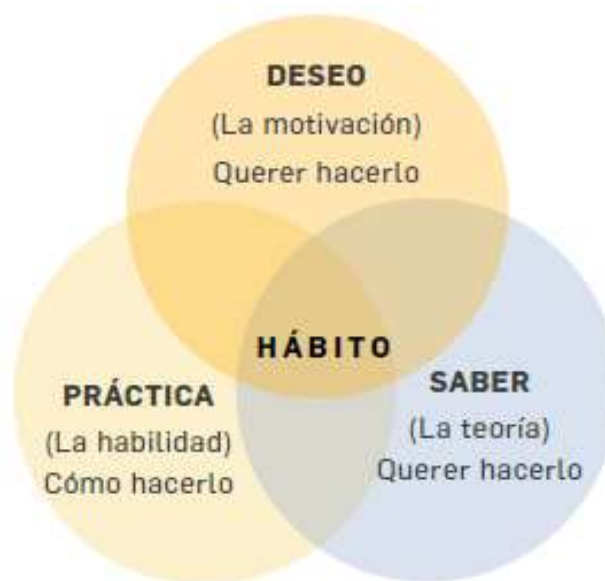 DESEO
(La motivación)
Querer hacerlo
HÁBITO
PRÁCTICA
(La habilidad)
Cómo hacerlo
SABER
(La teoría)
Querer hacerlo